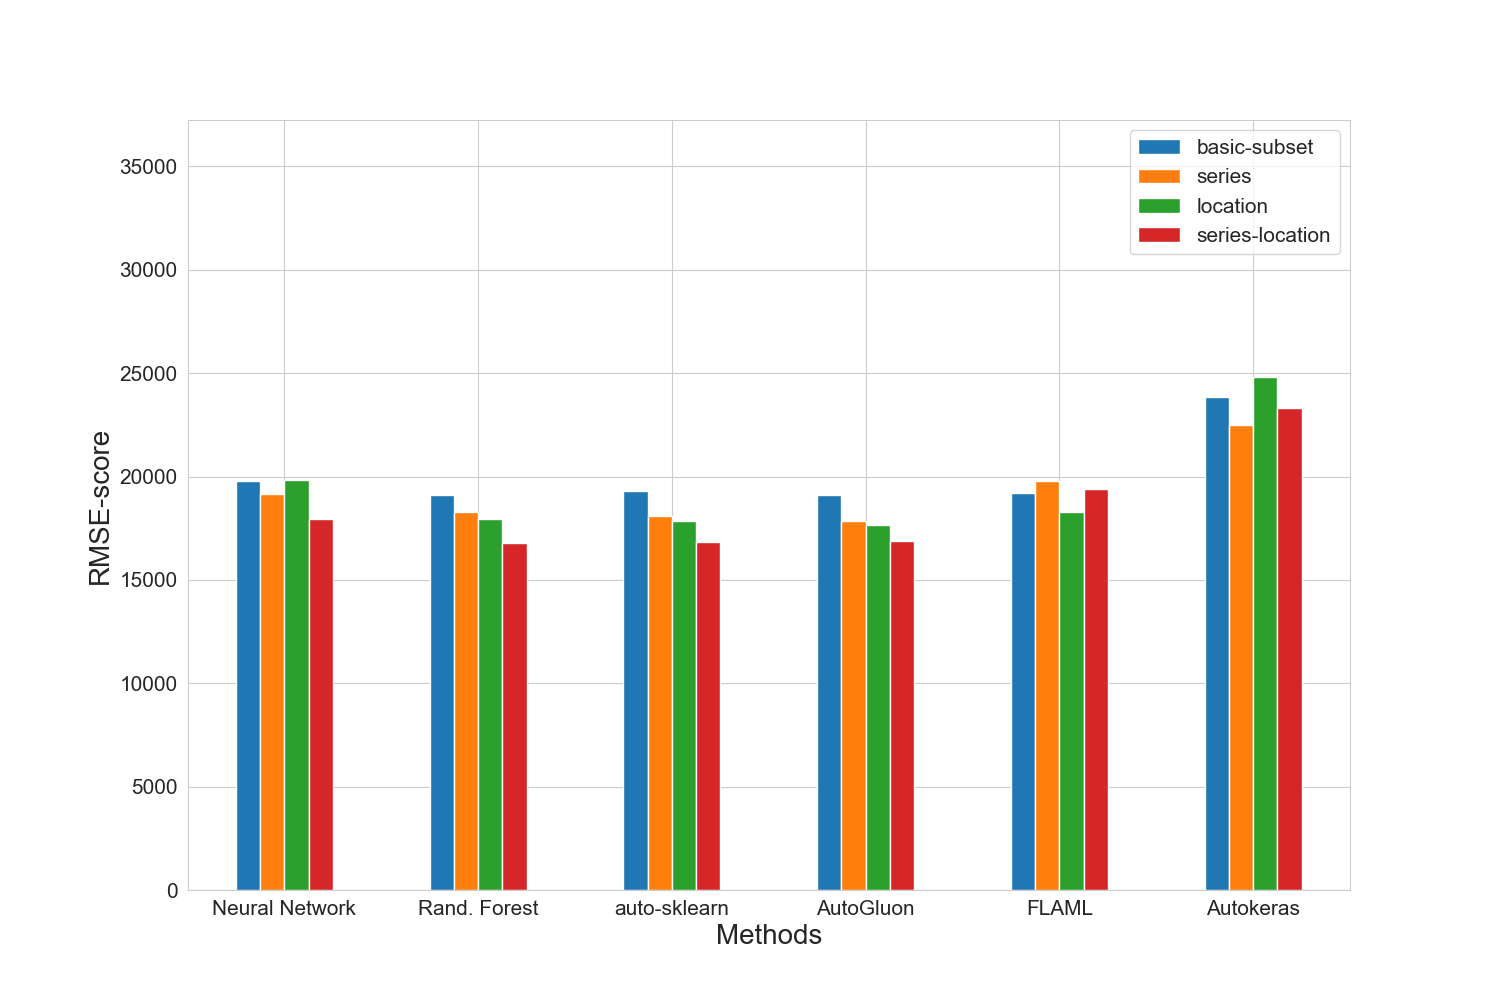 35000
30000
25000
20000
15000
10000
5000
0
RMSE-score
basic-subset
series
location
series-location
Neural Network Rand. Forest auto-sklearn AutoGluon FLAML Autokeras
Methods